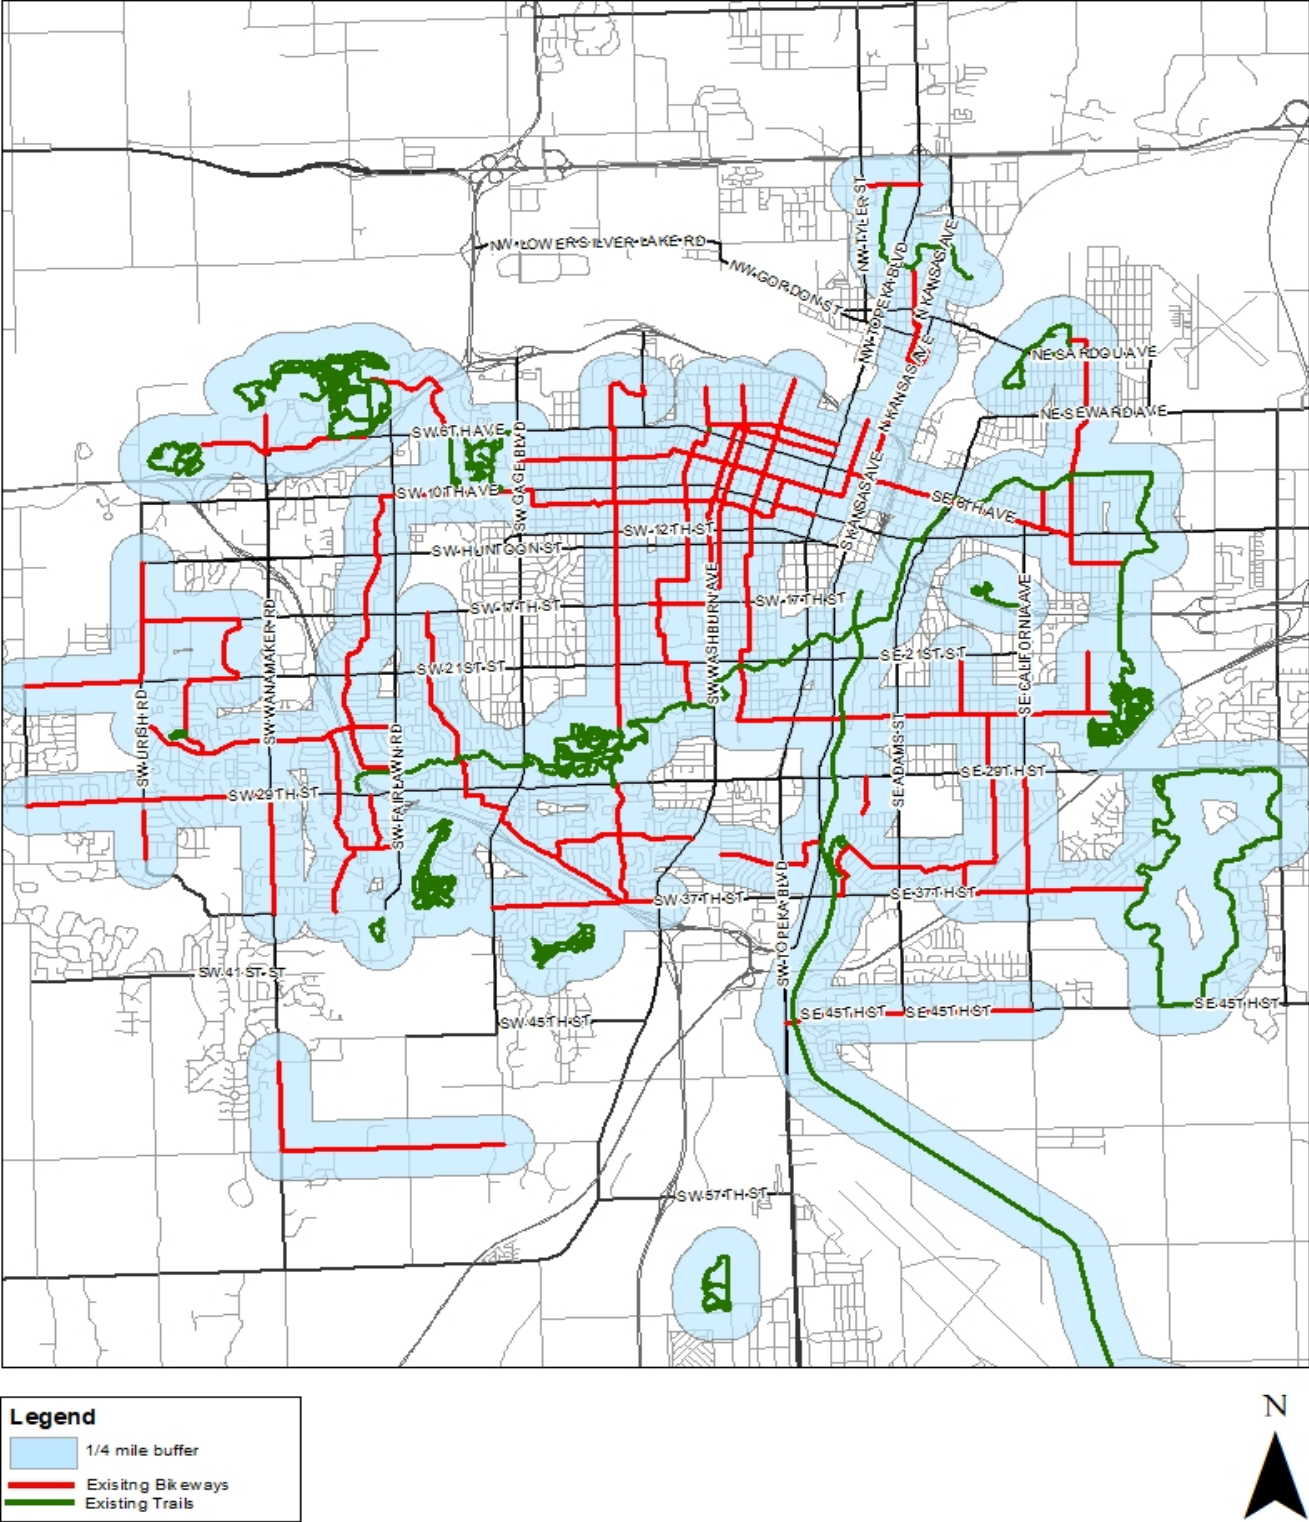 NW TYLER ST
NW LOWER SILVER LAKE RD
NW TOPEKA BLVD
N KANSAS AVE
NW GORDON ST
NE SARDOU AVE
N KANSAS AVE
NE SEWARD AVE
SW 6TH AVE
SW GAGE BLVD
SW 10TH AVE
SE 6TH AVE
S KANSAS AVE
SW 12TH ST
SW HUNTOON ST
SW WASHBURN AVE
SE CALIFORNIA AVE
SW WANAMAKER RD
SW 17TH ST
SW 17TH ST
SE 21ST ST
SW 21ST ST
SW URISH RD
SW FAIRLAWN RD
SE ADAMS ST
SE 29TH ST
SW 29TH ST
SW TOPEKA BLVD
SW 37TH ST
SE 37TH ST
SW 41ST ST
SE 45TH ST
SE 45TH ST
SE 45TH ST
SW 45TH ST
SW 57TH ST
Legend
1/4 mile buffer
Exisitng Bikeways
Existing Trails
N